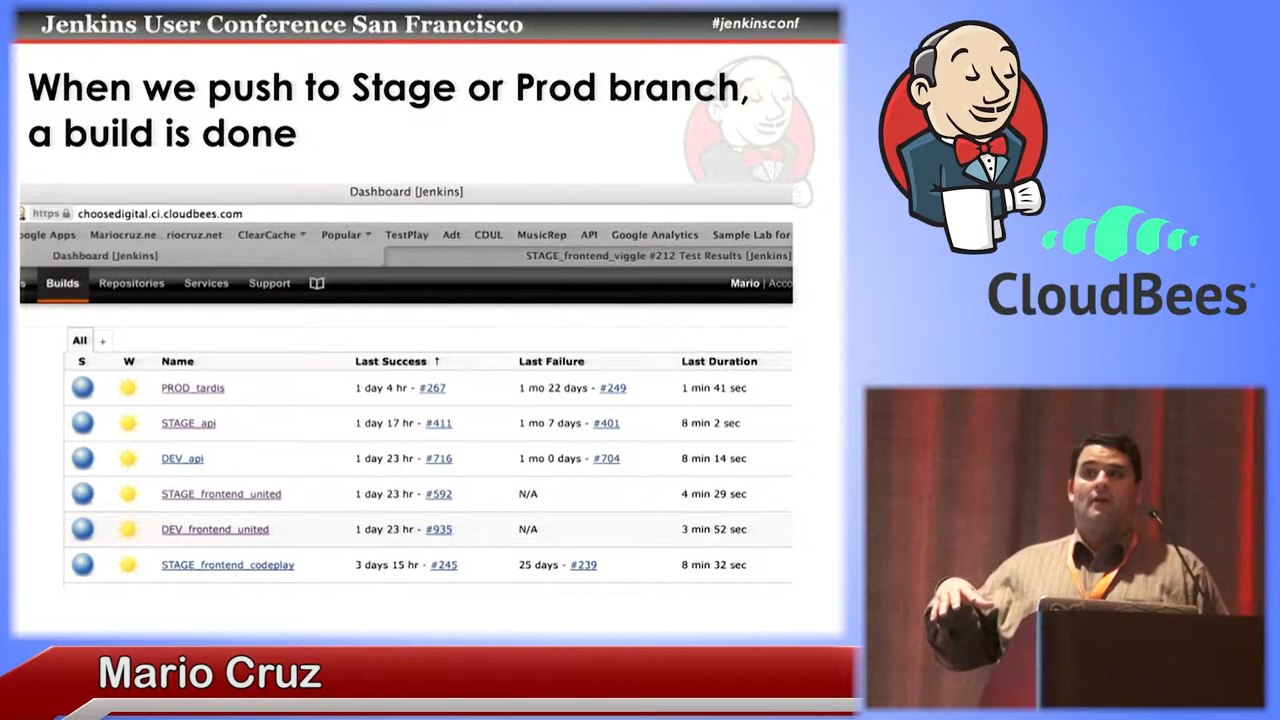 Jenkins User Conference San Francisco
#jenkinsconf
When we push to Stage or Prod branch,
a build is done
Dashboard [Jenkins]
https choosedigital.ci.cloudbees.com
oogle Apps Mariocruz.ne...riocruz.net ClearCache Popular TestPlay Adt CDUL MusicRep API Google Analytics Sample Lab for
Dashboard [Jenkins] STAGE_frontend_viggle #212 Test Results [Jenkins]
s Builds Repositories Services Support Mario | Acco
All +
S W Name Last Success ↑ Last Failure Last Duration
PROD_tardis 1 day 4 hr - #267 1 mo 22 days - #249 1 min 41 sec
STAGE_api 1 day 17 hr - #411 1 mo 7 days - #401 8 min 2 sec
DEV_api 1 day 23 hr - #716 1 mo 0 days - #704 8 min 14 sec
STAGE_frontend_united 1 day 23 hr - #592 N/A 4 min 29 sec
DEV_frontend_united 1 day 23 hr - #935 N/A 3 min 52 sec
STAGE_frontend_codeplay 3 days 15 hr - #245 25 days - #239 8 min 32 sec
CloudBees
Mario Cruz